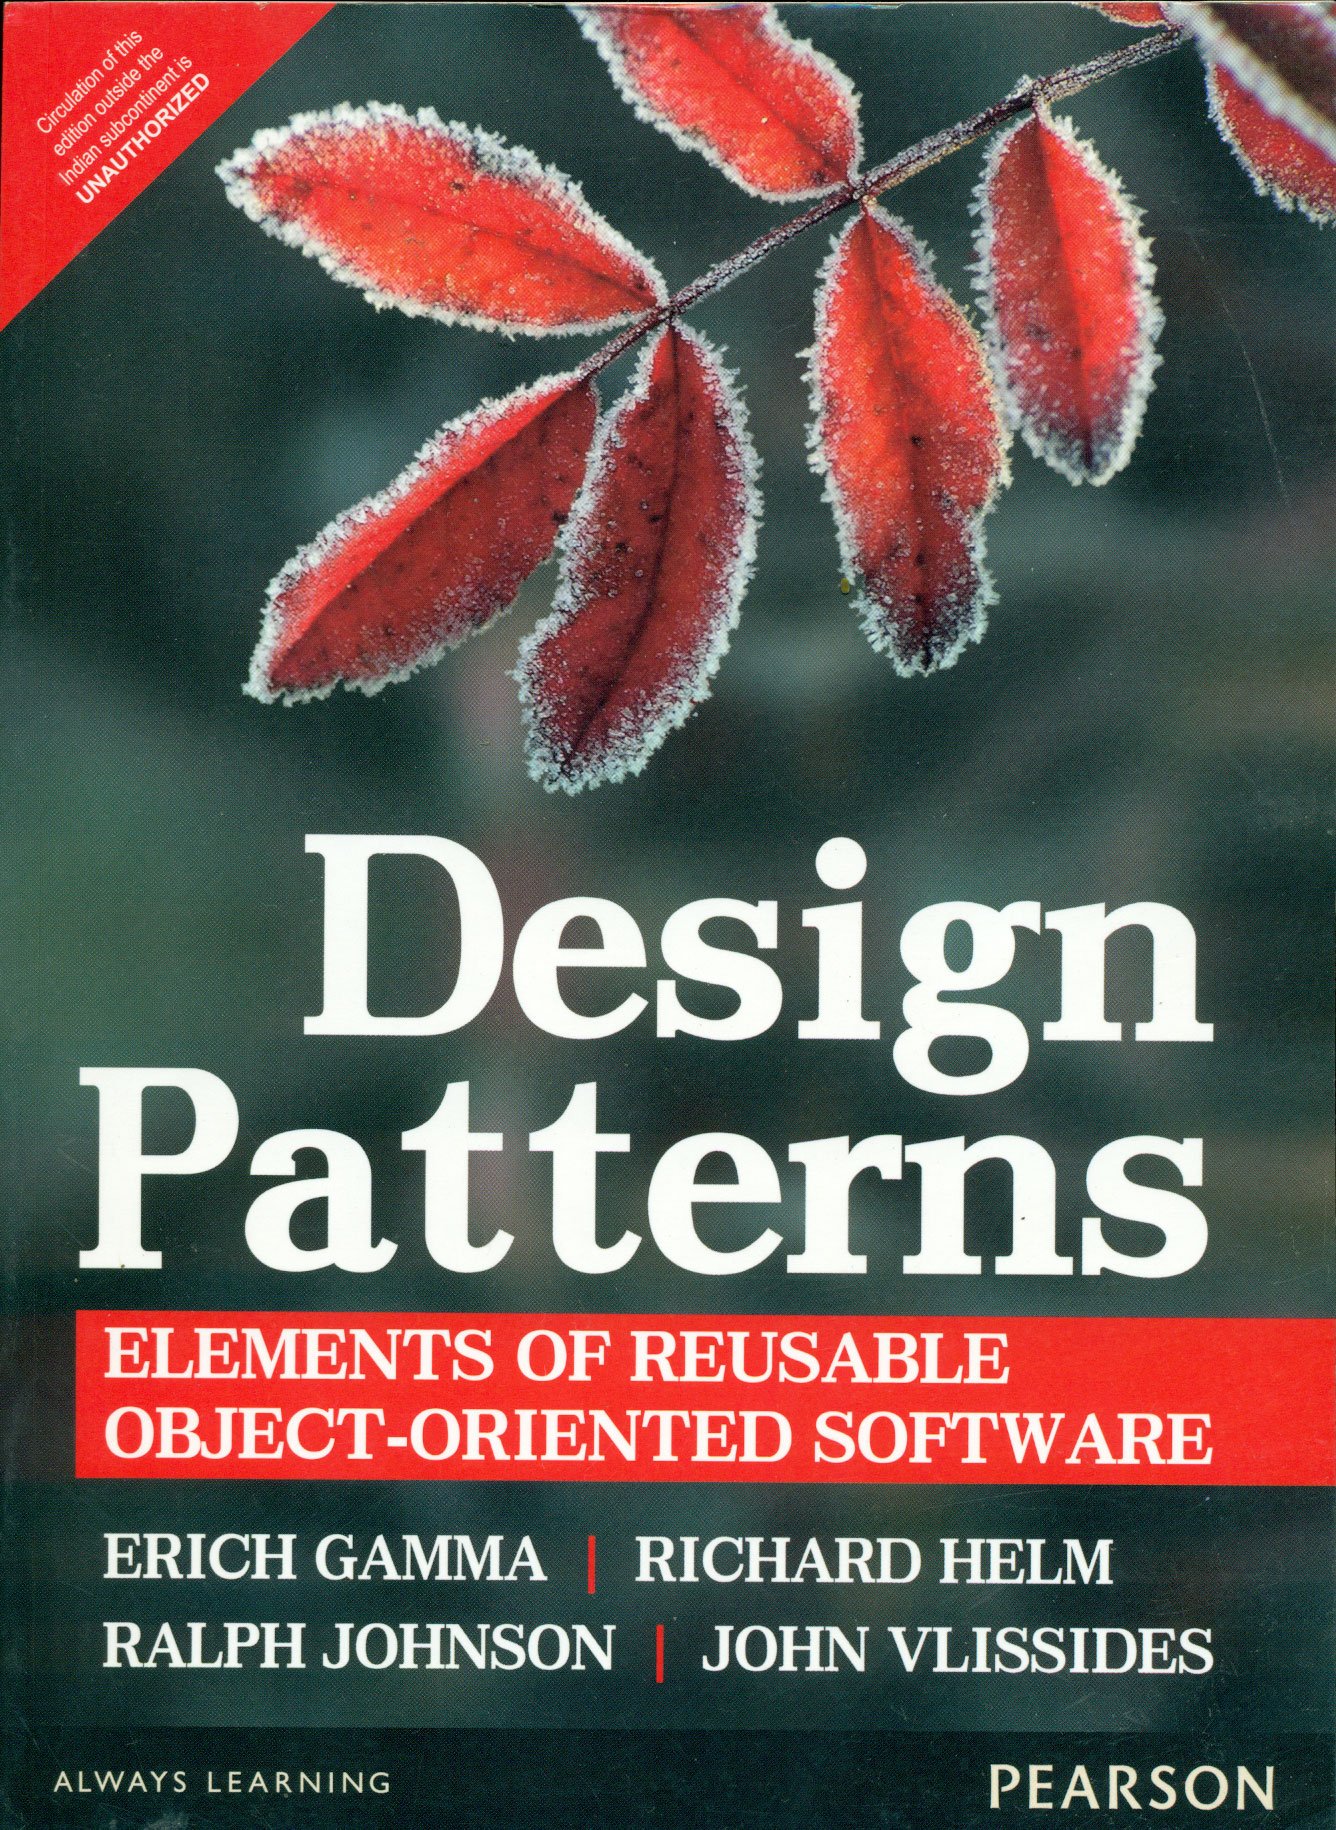 Circulation of this
edition outside the
Indian subcontinent is
UNAUTHORIZED
Design
Patterns
ELEMENTS OF REUSABLE
OBJECT-ORIENTED SOFTWARE
ERICH GAMMA | RICHARD HELM
RALPH JOHNSON | JOHN VLISSIDES
ALWAYS LEARNING
PEARSON